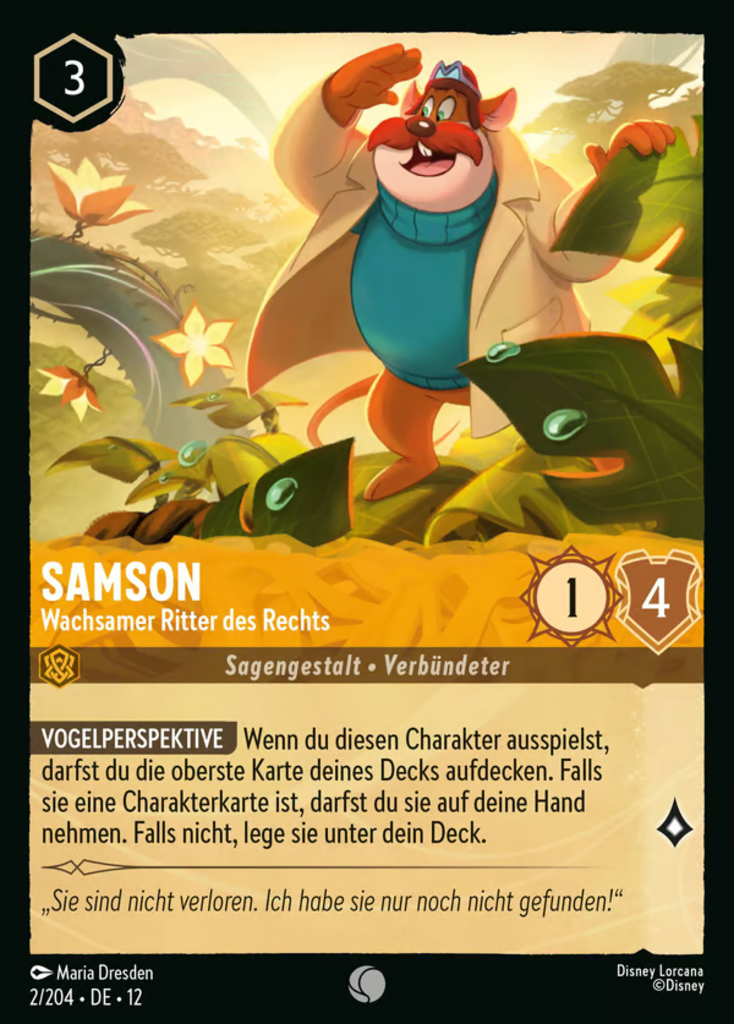 3
SAMSON
Wachsamer Ritter des Rechts
1
4
Sagengestalt • Verbündeter
VOGELPERSPEKTIVE Wenn du diesen Charakter ausspielst,
darfst du die oberste Karte deines Decks aufdecken. Falls
sie eine Charakterkarte ist, darfst du sie auf deine Hand
nehmen. Falls nicht, lege sie unter dein Deck.
„Sie sind nicht verloren. Ich habe sie nur noch nicht gefunden!“
Maria Dresden
2/204 • DE • 12
Disney Lorcana
©Disney